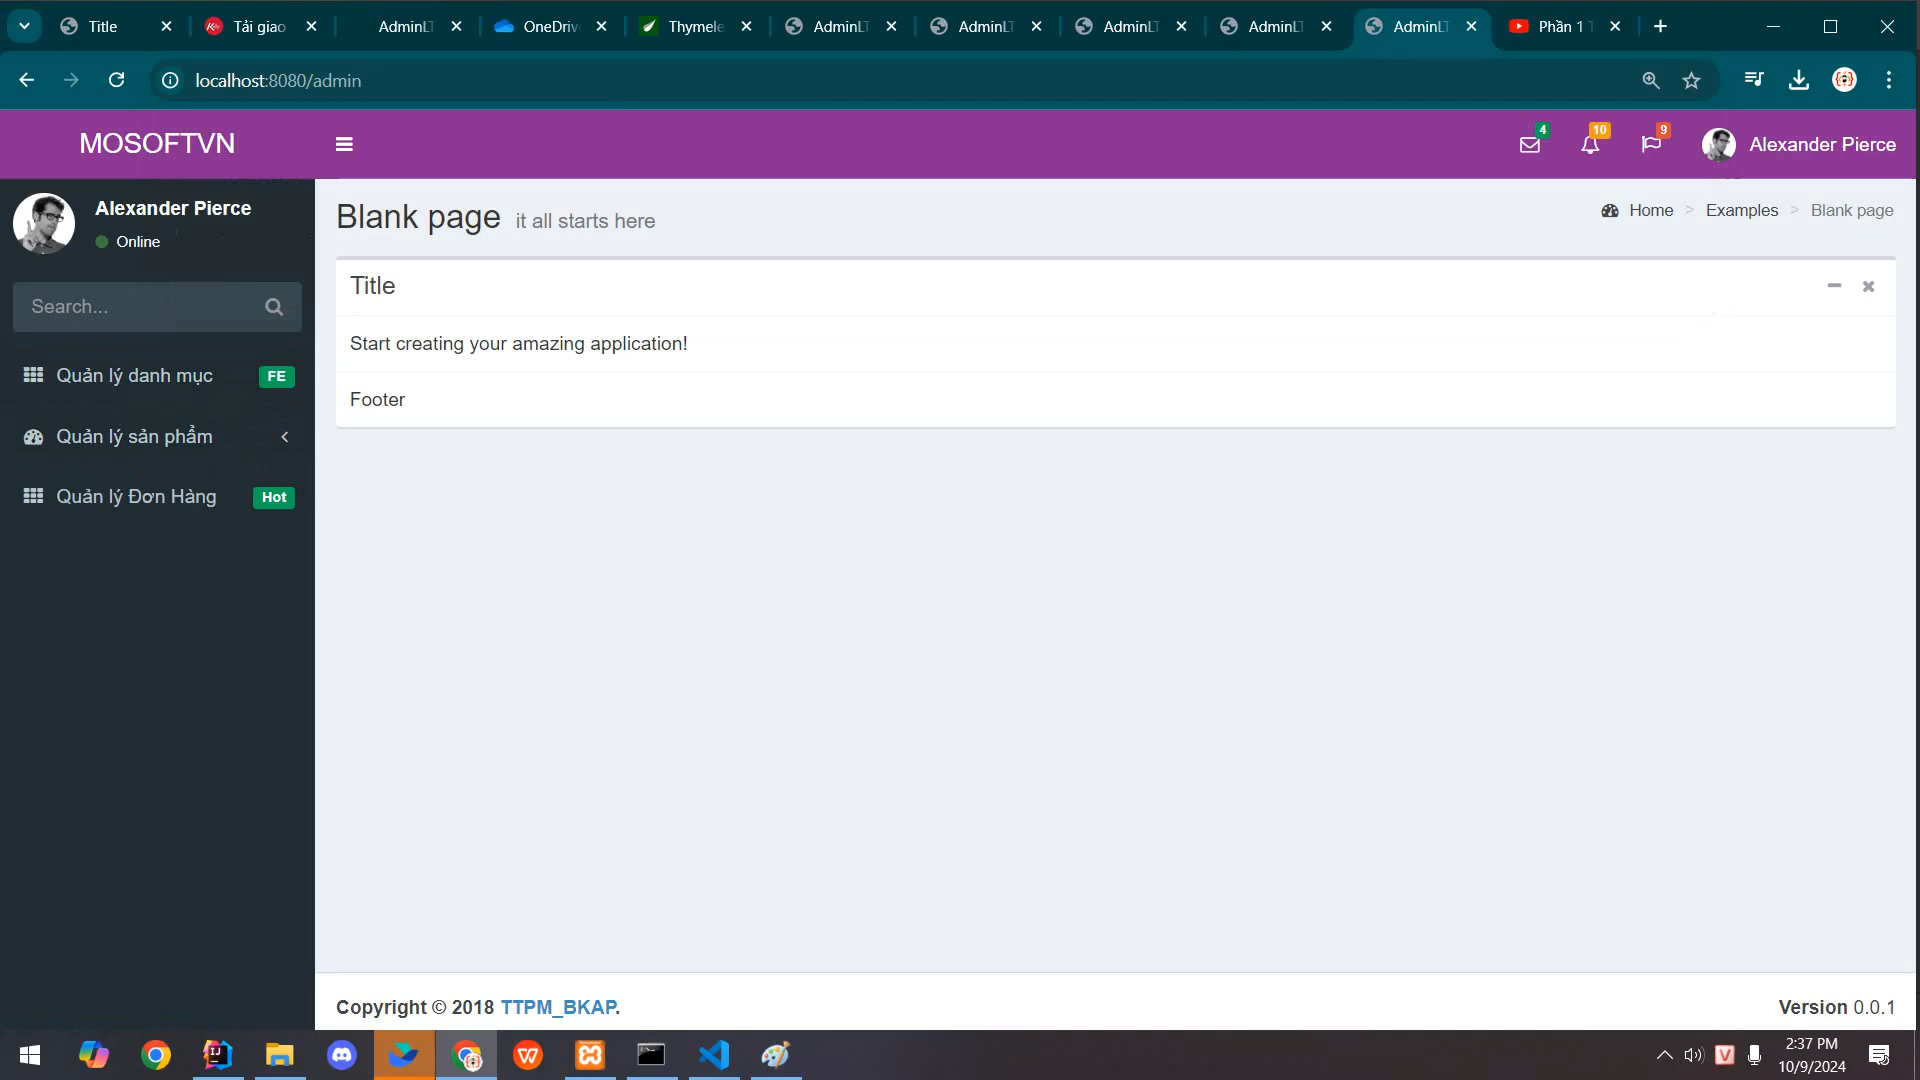 Title
Tải giao
AdminLT
OneDriv
Thymele
AdminLT
AdminLT
AdminLT
AdminLT
AdminLT
Phần 1 T
localhost:8080/admin
MOSOFTVN
4
10
9
Alexander Pierce
Alexander Pierce
Online
Search...
Quản lý danh mục FE
Quản lý sản phẩm
Quản lý Đơn Hàng Hot
Blank page it all starts here
Home > Examples > Blank page
Title
Start creating your amazing application!
Footer
Copyright © 2018 TTPM_BKAP.
Version 0.0.1
2:37 PM
10/9/2024